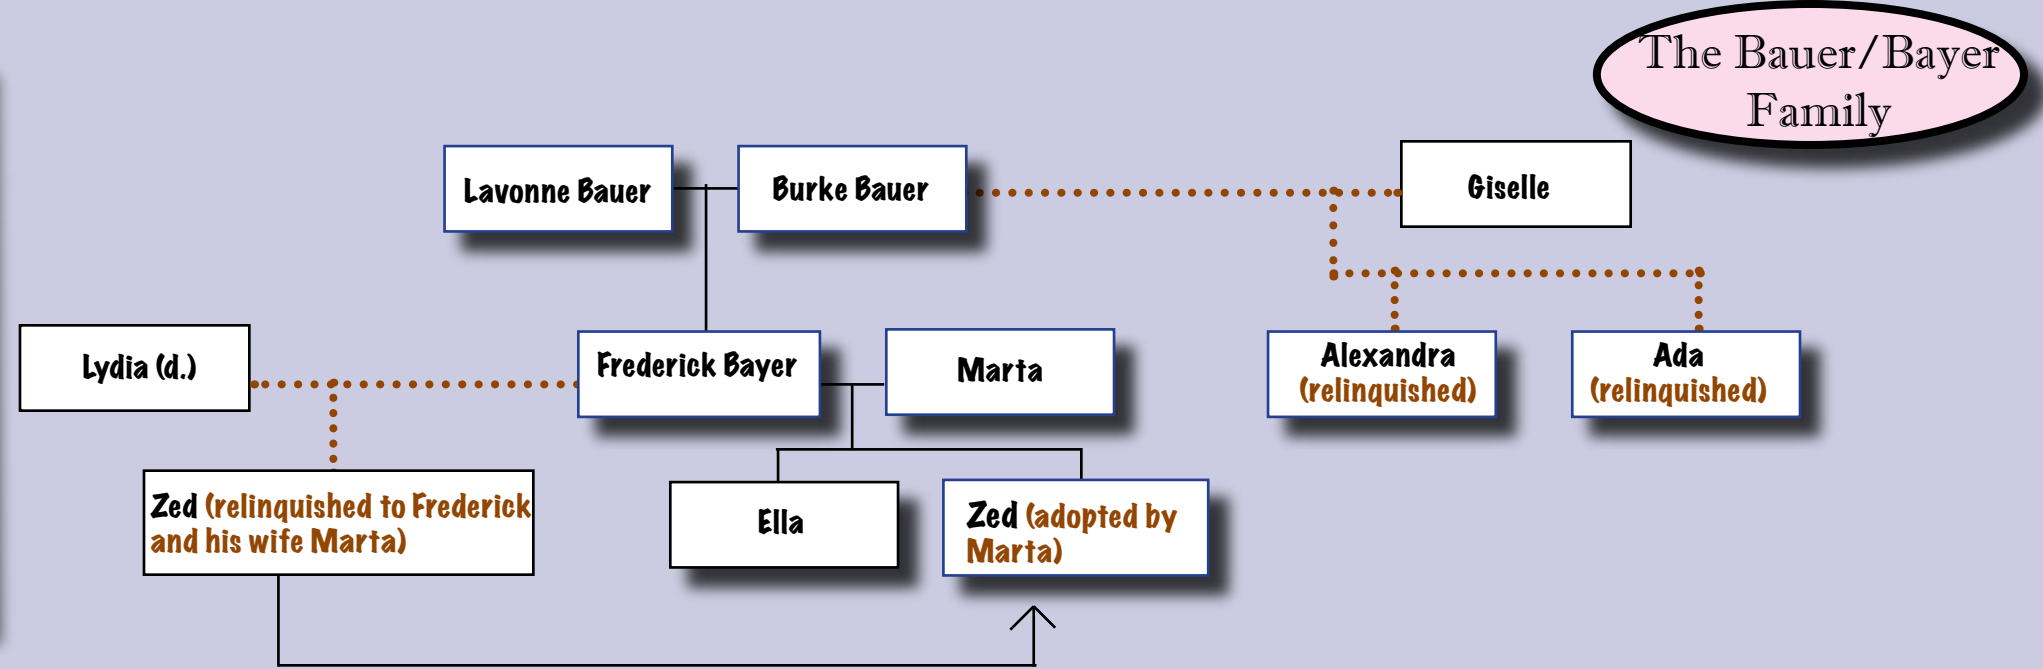 The Bauer/Bayer
Family
Lavonne Bauer
Burke Bauer
Giselle
Lydia (d.)
Frederick Bayer
Marta
Alexandra
(relinquished)
Ada
(relinquished)
Zed (relinquished to Frederick
and his wife Marta)
Ella
Zed (adopted by
Marta)